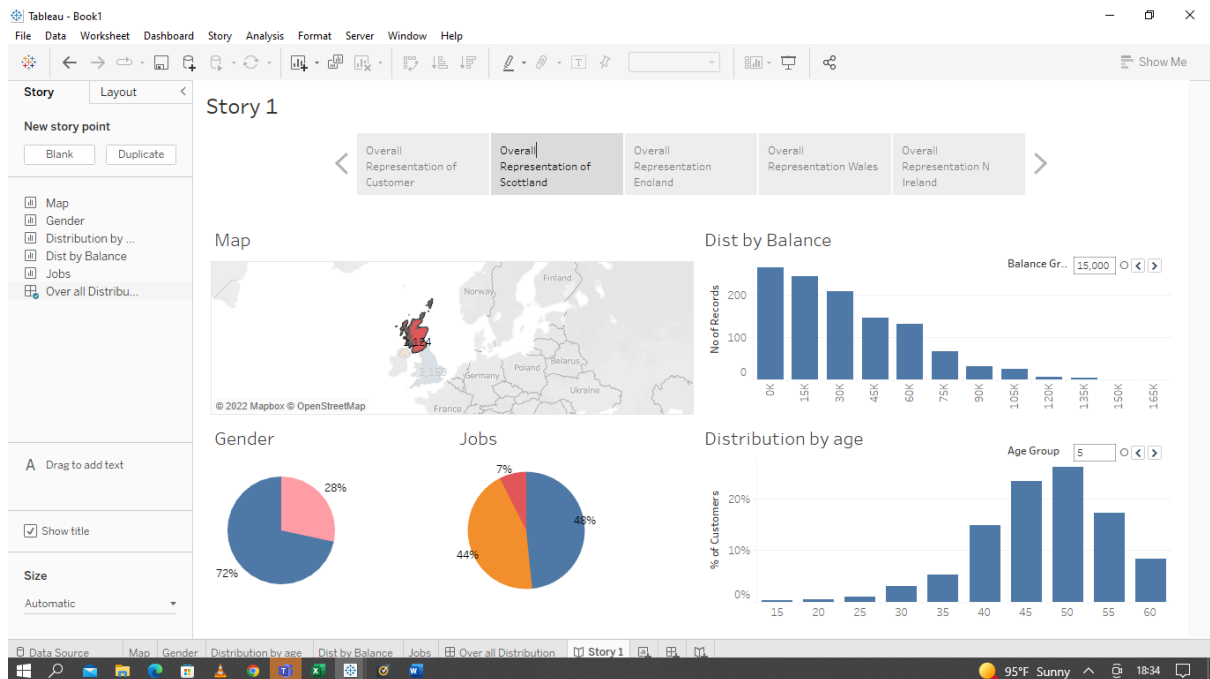 Tableau - Book1
File Data Worksheet Dashboard Story Analysis Format Server Window Help
Show Me
Story Layout
New story point
Blank Duplicate
Map
Gender
Distribution by ...
Dist by Balance
Jobs
Over all Distribu...
A Drag to add text
Show title
Size
Automatic
Story 1
Overall
Representation of
Customer
Overall
Representation of
Scottland
Overall
Representation
England
Overall
Representation Wales
Overall
Representation N
Ireland
Map
Finland
Norway
2,124
2,159
Belarus
Poland
Germany
Ukraine
France
© 2022 Mapbox © OpenStreetMap
Dist by Balance
Balance Gr.. 15,000
No of Records
200
100
0
0K 15K 30K 45K 60K 75K 90K 105K 120K 135K 150K 165K
Gender
28%
72%
Jobs
7%
48%
44%
Distribution by age
Age Group 5
% of Customers
20%
10%
0%
15 20 25 30 35 40 45 50 55 60
Data Source Map Gender Distribution by age Dist by Balance Jobs Over all Distribution Story 1
95°F Sunny 18:34